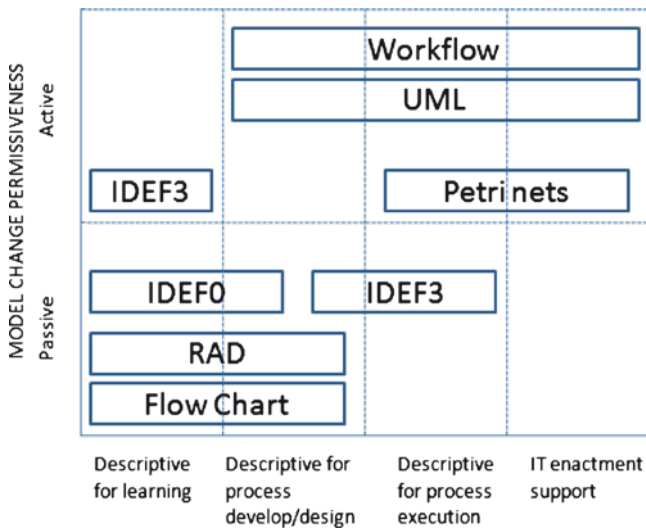 MODEL CHANGE PERMISSIVENESS
Active
Passive
Workflow
UML
IDEF3
Petri nets
IDEF0
IDEF3
RAD
Flow Chart
Descriptive
for learning
Descriptive for
process
develop/design
Descriptive
for process
execution
IT enactment
support